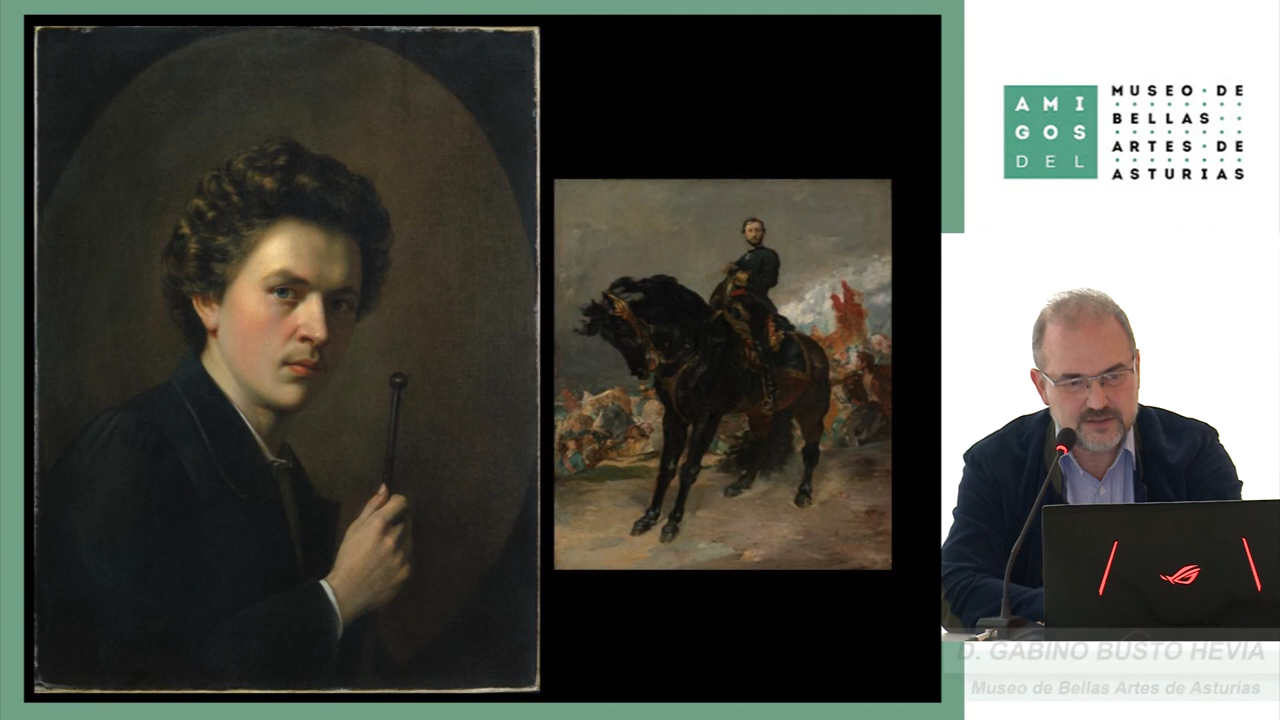 AMI
GOS
DEL
MUSEO·DE
BELLAS·
ARTES·DE
ASTURIAS
D. GABINO BUSTO HEVIA
Museo de Bellas Artes de Asturias